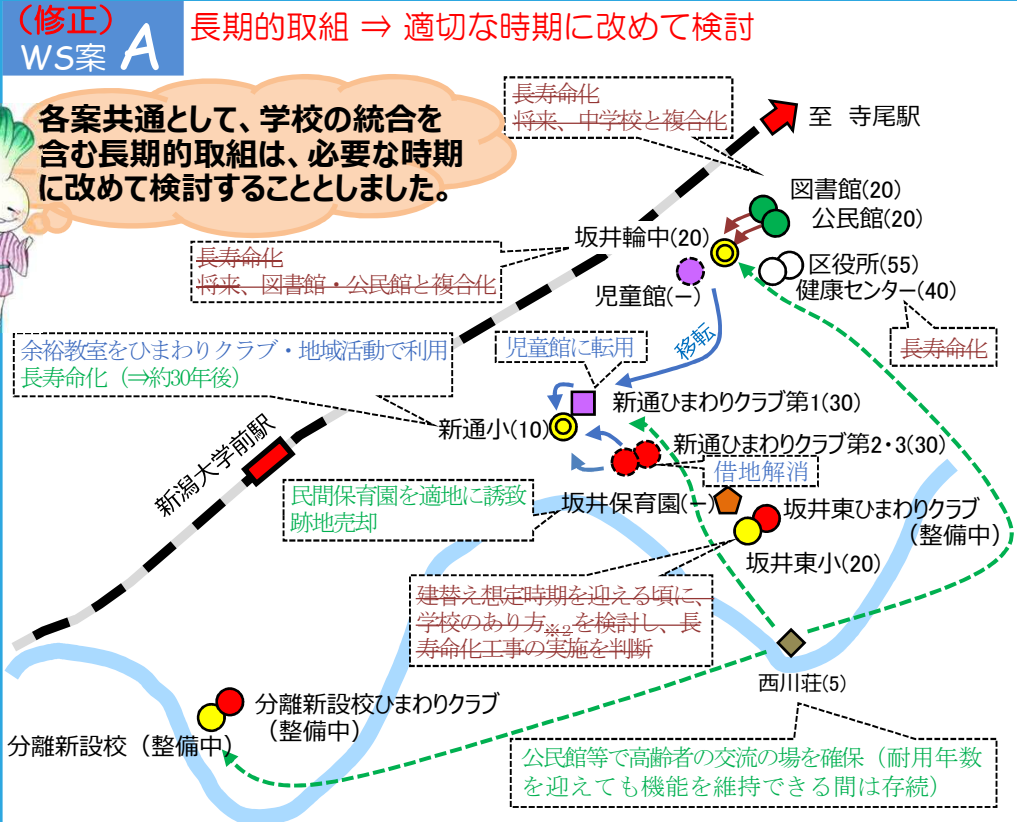 （修正）
WS案 A
長期的取組 ⇒ 適切な時期に改めて検討
各案共通として、学校の統合を
含む長期的取組は、必要な時期
に改めて検討することとしました。
長寿命化
将来、中学校と複合化
至 寺尾駅
図書館(20)
公民館(20)
坂井輪中(20)
長寿命化
将来、図書館・公民館と複合化
区役所(55)
健康センター(40)
児童館(－)
長寿命化
移転
余裕教室をひまわりクラブ・地域活動で利用
長寿命化（⇒約30年後）
児童館に転用
新通ひまわりクラブ第1(30)
新通小(10)
新通ひまわりクラブ第2・3(30)
借地解消
新潟大学前駅
民間保育園を適地に誘致
跡地売却
坂井保育園(－)
坂井東ひまわりクラブ
（整備中）
坂井東小(20)
建替え想定時期を迎える頃に、
学校のあり方※2を検討し、長
寿命化工事の実施を判断
西川荘(5)
分離新設校ひまわりクラブ
（整備中）
分離新設校（整備中）
公民館等で高齢者の交流の場を確保（耐用年数
を迎えても機能を維持できる間は存続）